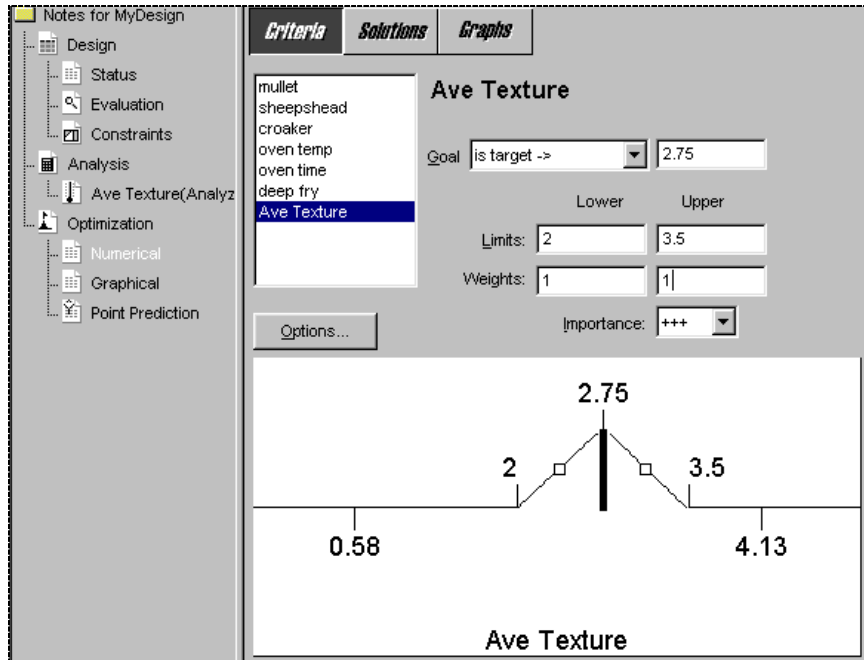 Notes for MyDesign
Design
Status
Evaluation
Constraints
Analysis
Ave Texture(Analyz
Optimization
Numerical
Graphical
Point Prediction
Criteria Solutions Graphs
mullet
sheepshead
croaker
oven temp
oven time
deep fry
Ave Texture
Options...
Ave Texture
Goal is target -> 2.75
Lower Upper
Limits: 2 3.5
Weights: 1 1
Importance: +++
2.75
2 3.5
0.58 4.13
Ave Texture